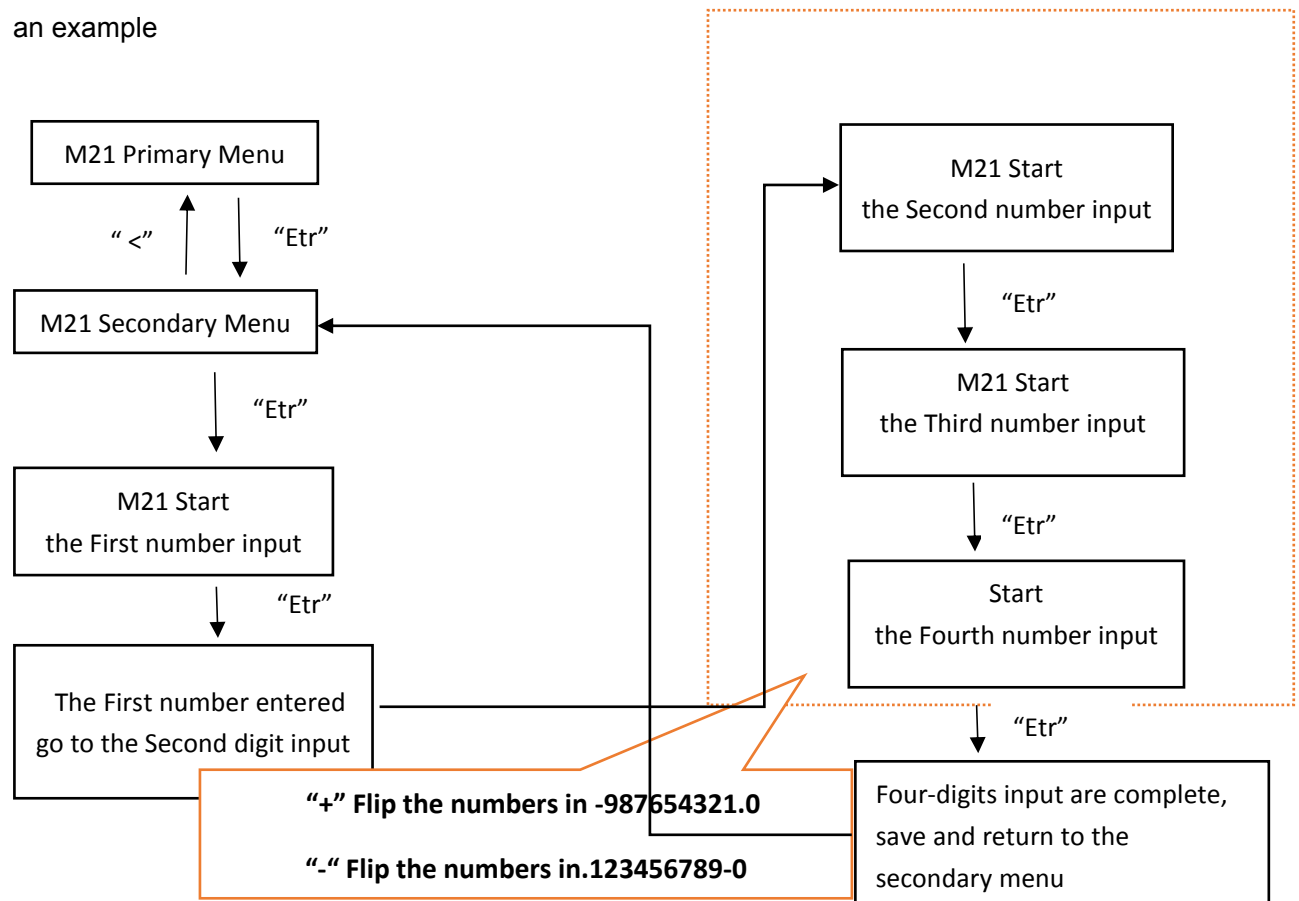 an example
M21 Primary Menu
“ <”
“Etr”
M21 Secondary Menu
“Etr”
M21 Start
the First number input
“Etr”
The First number entered
go to the Second digit input
M21 Start
the Second number input
“Etr”
M21 Start
the Third number input
“Etr”
Start
the Fourth number input
“Etr”
Four-digits input are complete,
save and return to the
secondary menu
“+” Flip the numbers in -987654321.0
“-“ Flip the numbers in.123456789-0